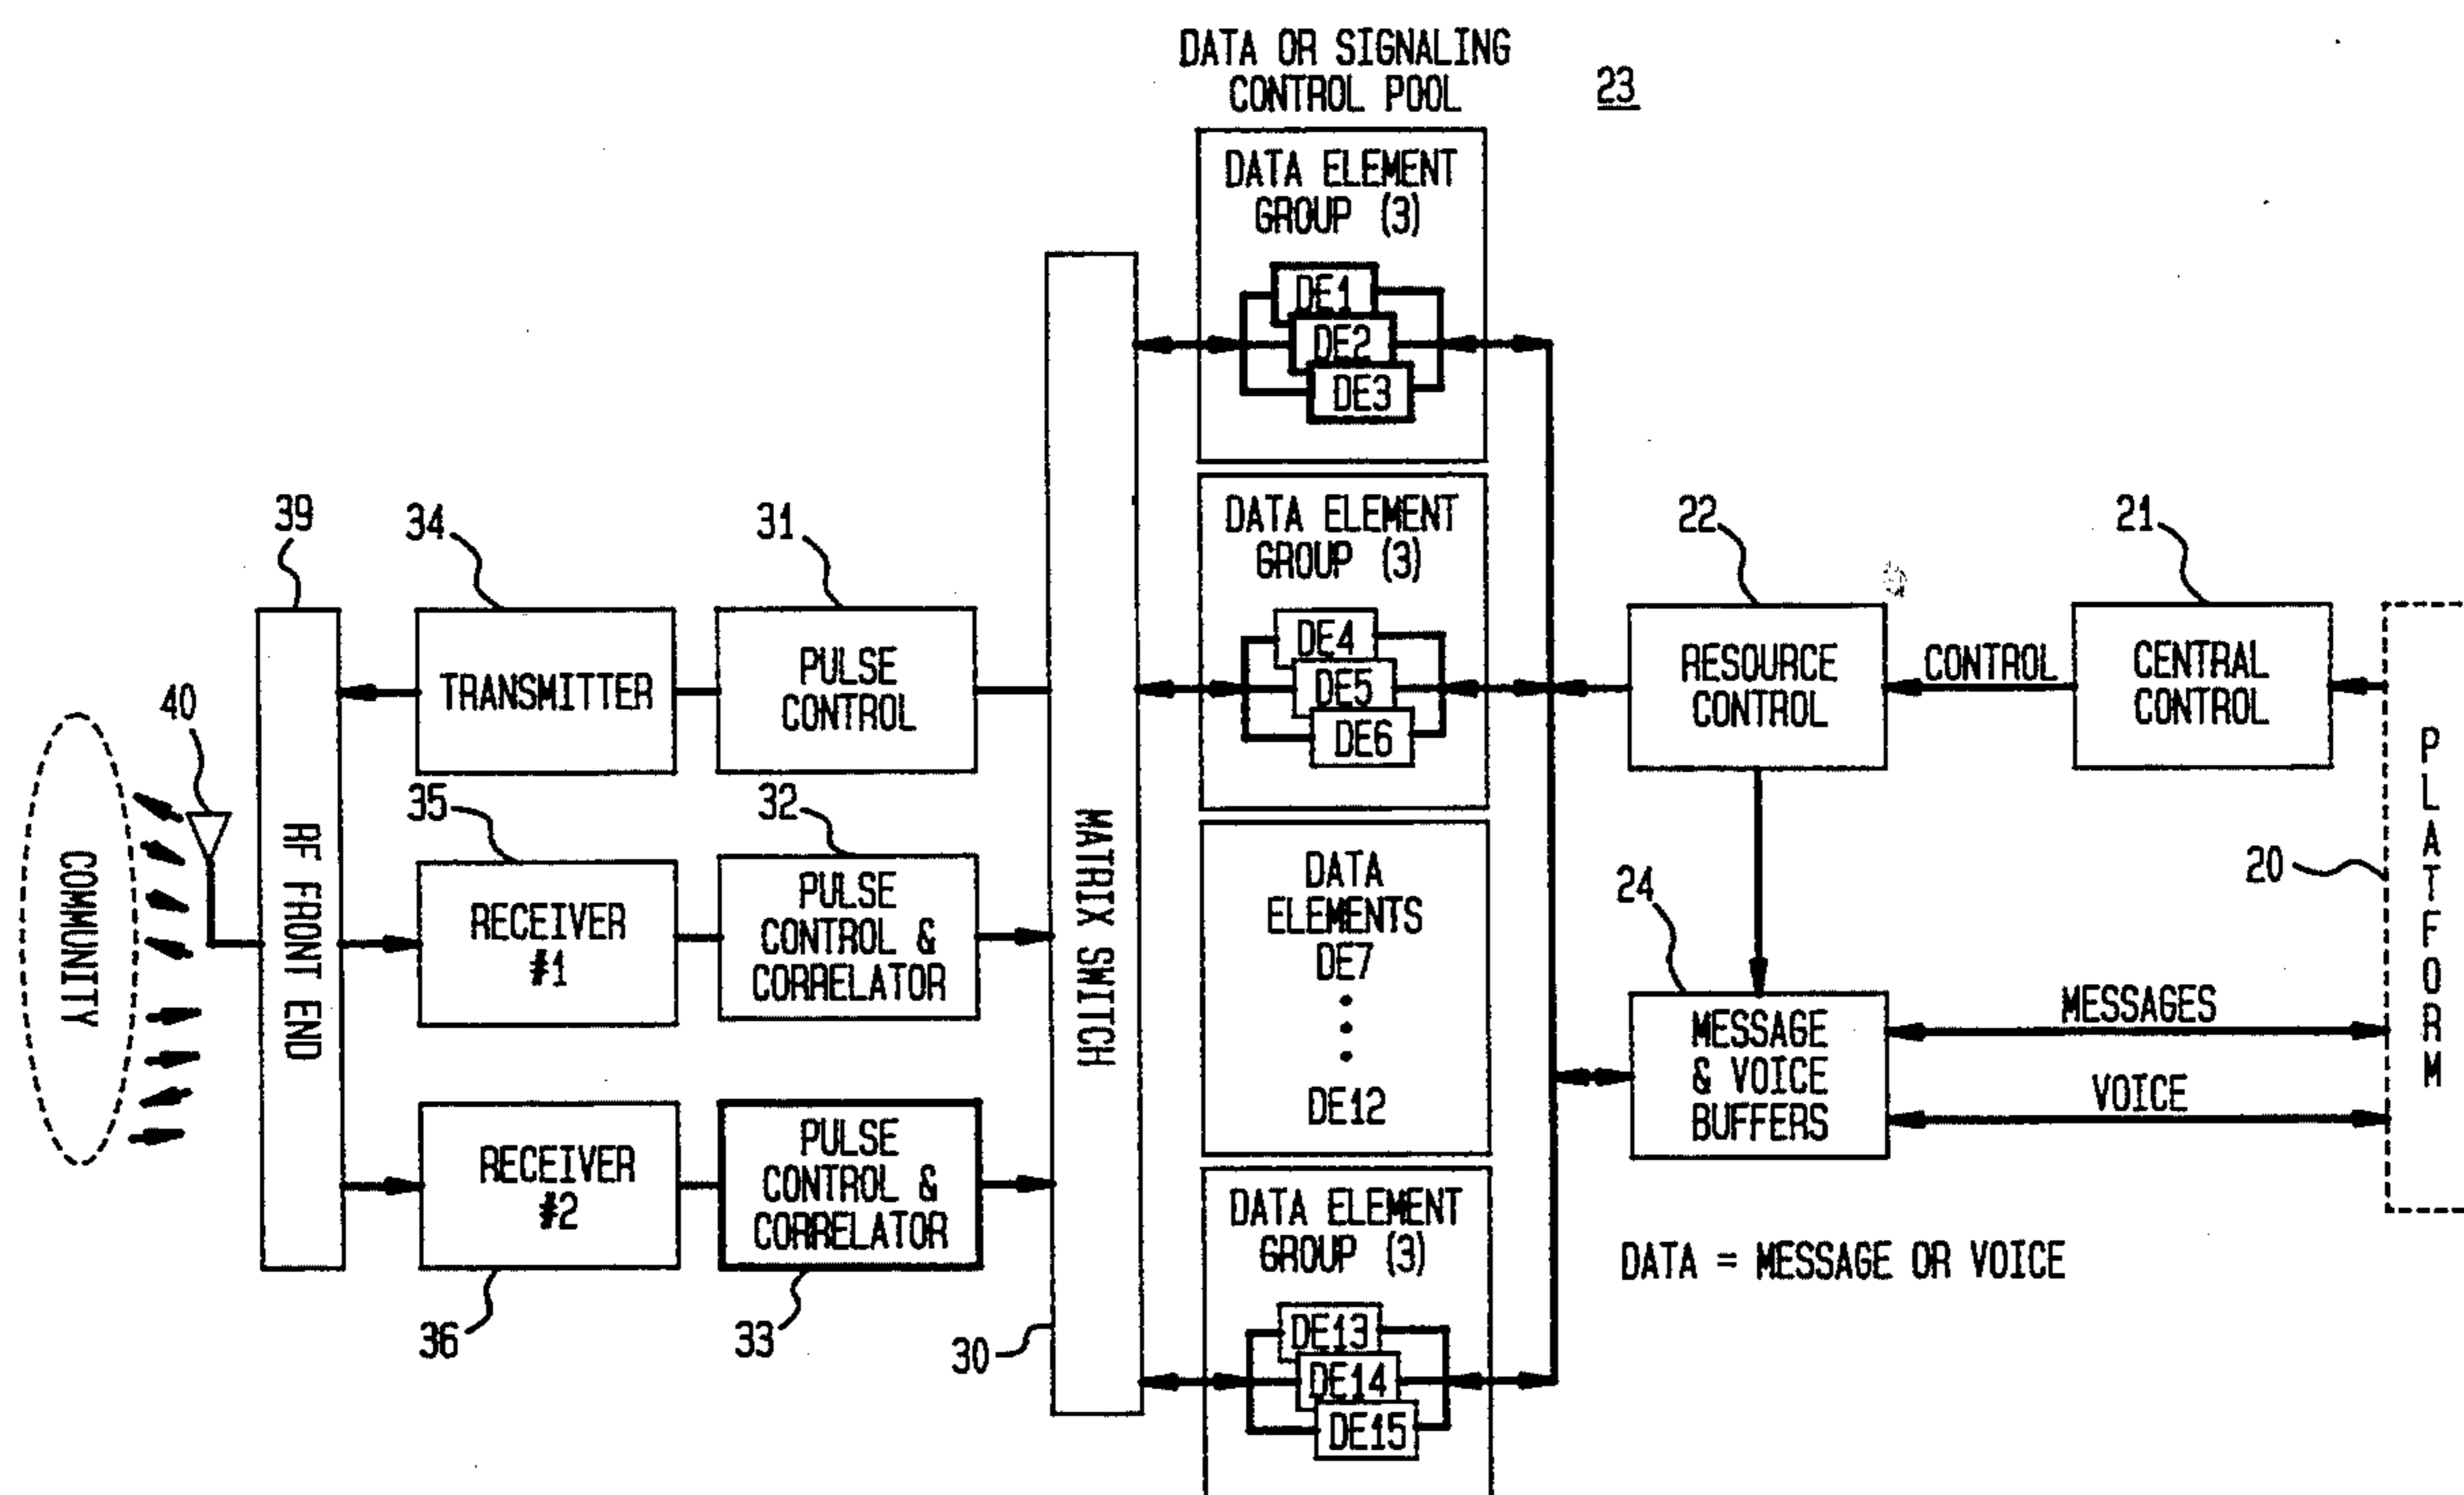 DATA OR SIGNALING
CONTROL POOL
23
DATA ELEMENT
GROUP (3)
DE1
DE2
DE3
39
34
31
DATA ELEMENT
GROUP (3)
DE4
DE5
DE6
22
21
TRANSMITTER
PULSE
CONTROL
RESOURCE
CONTROL
CONTROL
CENTRAL
CONTROL
40
35
32
COMMUNITY
RF FRONT END
MATRIX SWITCH
RECEIVER
#1
PULSE
CONTROL &
CORRELATOR
DATA
ELEMENTS
DE7
DE12
24
20
PLATFORM
MESSAGE
& VOICE
BUFFERS
MESSAGES
VOICE
RECEIVER
#2
PULSE
CONTROL &
CORRELATOR
36
33
30
DATA ELEMENT
GROUP (3)
DE13
DE14
DE15
DATA = MESSAGE OR VOICE